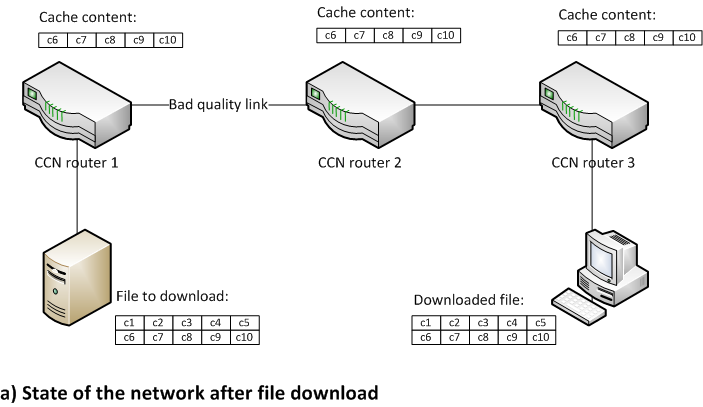 Cache content:
c6 c7 c8 c9 c10
Cache content:
c6 c7 c8 c9 c10
Cache content:
c6 c7 c8 c9 c10
Bad quality link
CCN router 1
CCN router 2
CCN router 3
File to download:
c1 c2 c3 c4 c5
c6 c7 c8 c9 c10
Downloaded file:
c1 c2 c3 c4 c5
c6 c7 c8 c9 c10
a) State of the network after file download